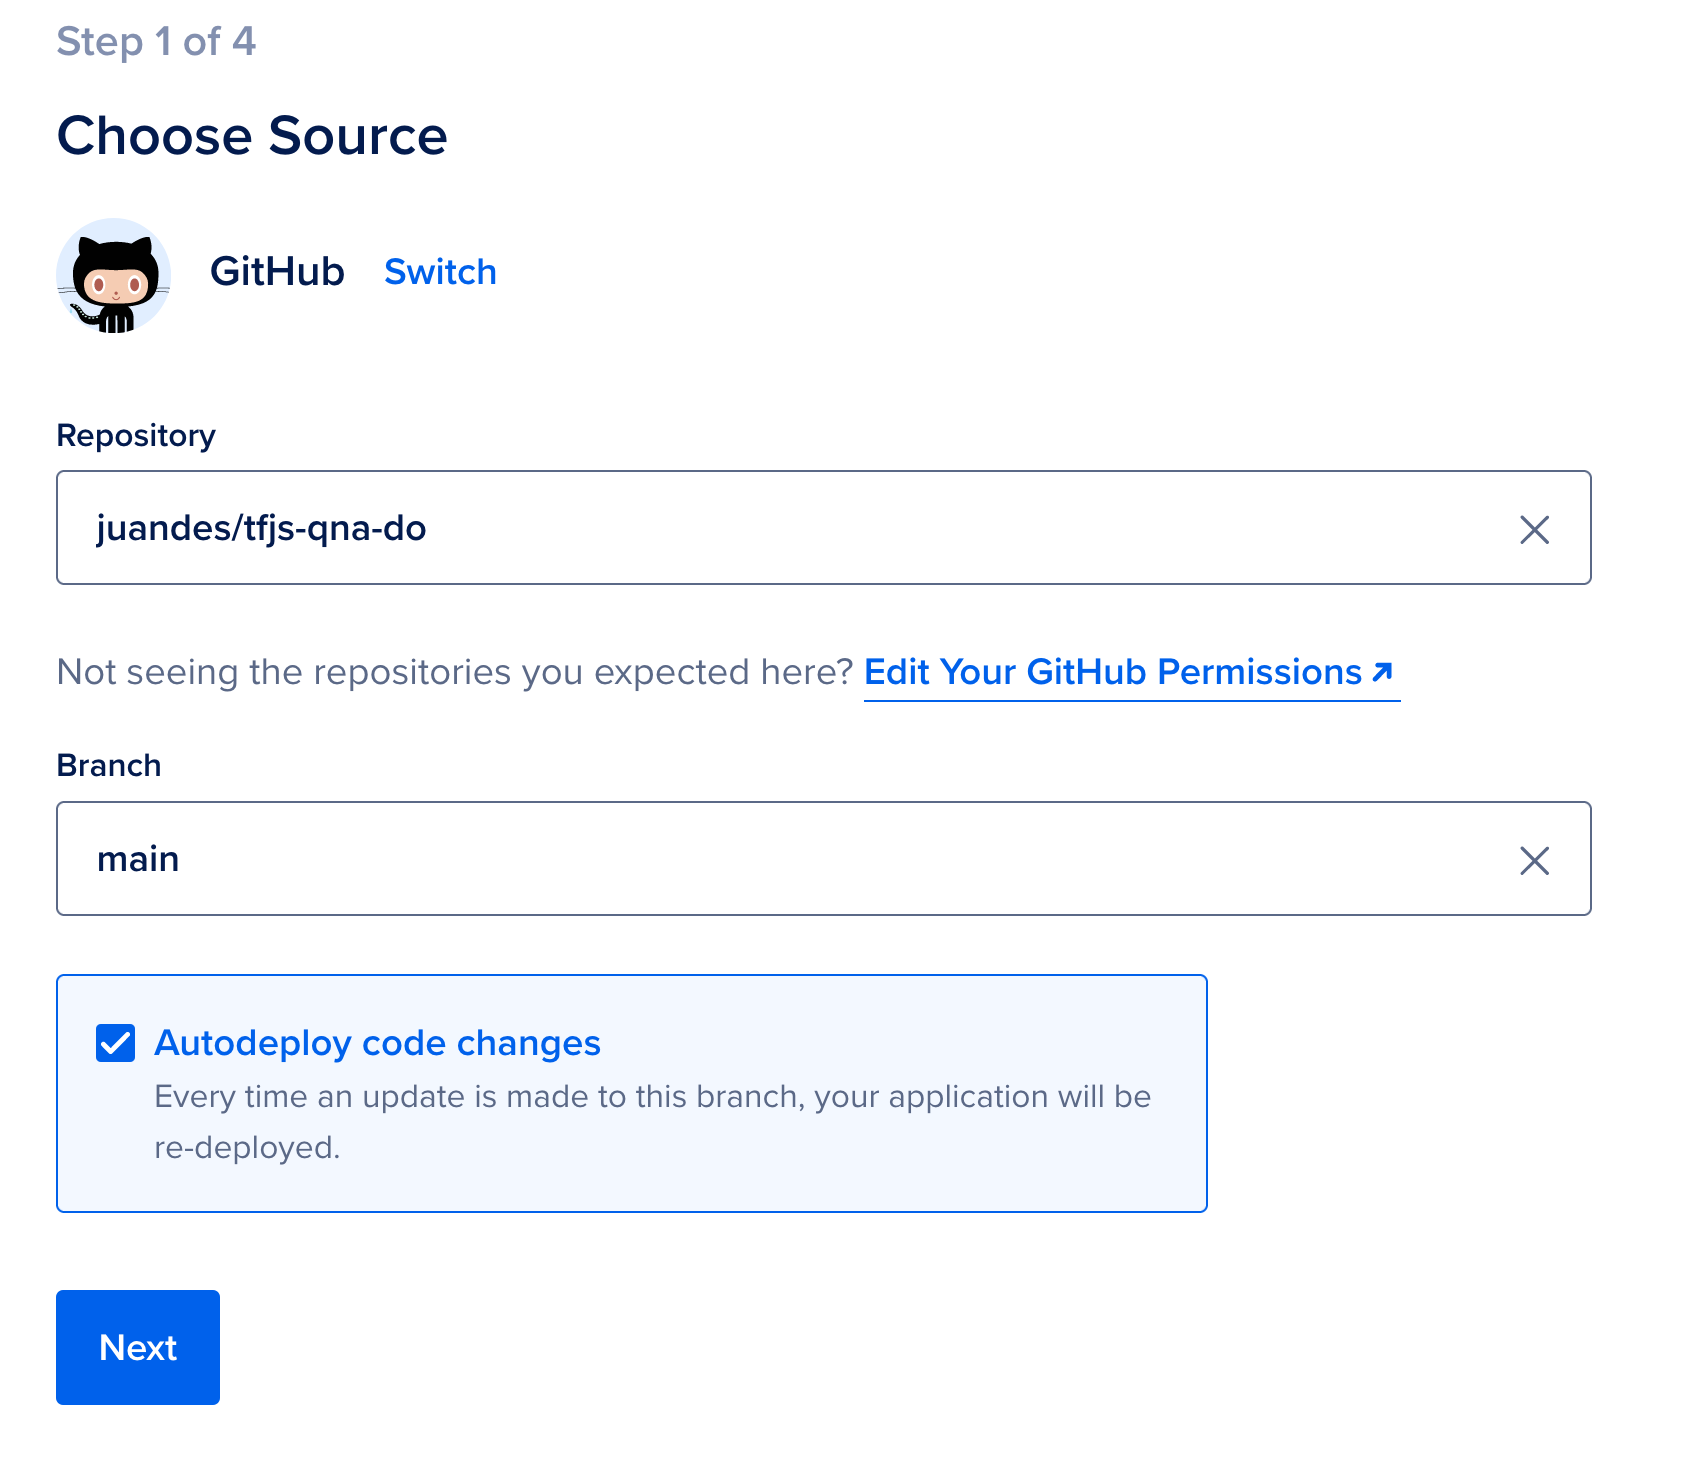 Step 1 of 4
Choose Source
GitHub Switch
Repository
juandes/tfjs-qna-do
Not seeing the repositories you expected here? Edit Your GitHub Permissions
Branch
main
Autodeploy code changes
Every time an update is made to this branch, your application will be
re-deployed.
Next